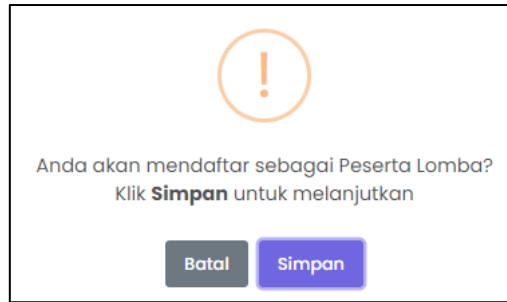 !
Anda akan mendaftar sebagai Peserta Lomba?
Klik Simpan untuk melanjutkan
Batal Simpan